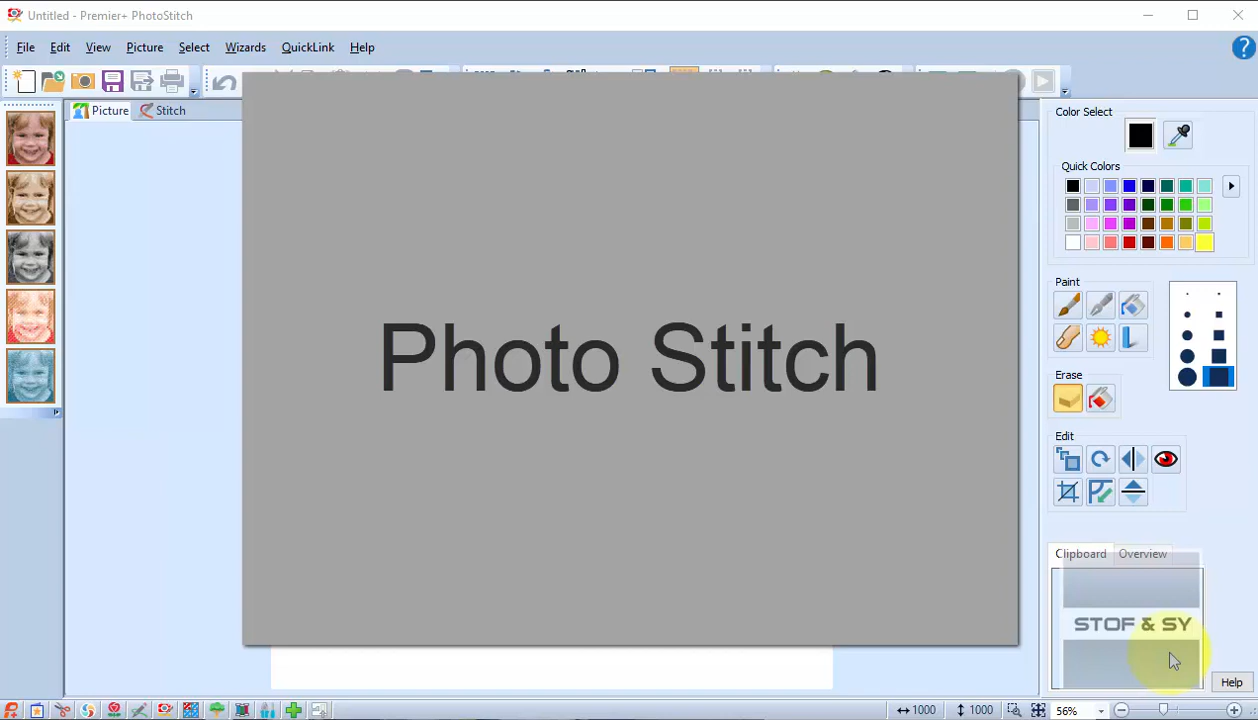 Untitled - Premier+ PhotoStitch
File Edit View Picture Select Wizards QuickLink Help
?
Picture Stitch
Color Select
Quick Colors
Photo Stitch
Paint
Erase
Edit
Clipboard Overview
STOF & SY
Help
1000 1000 56%